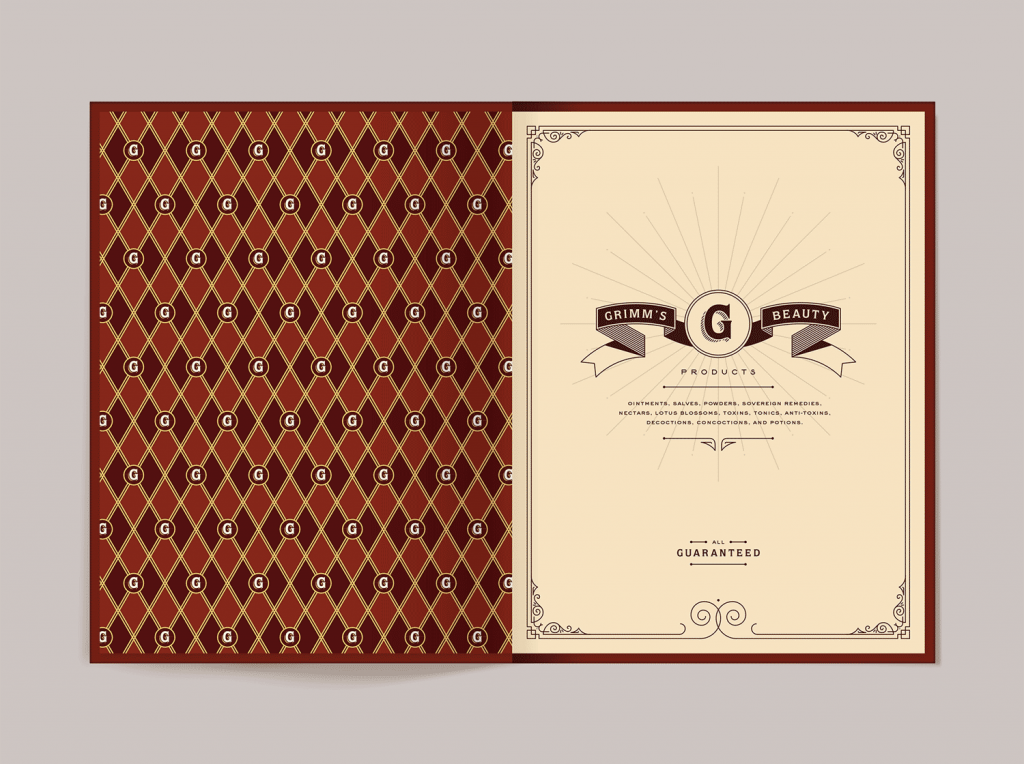 GRIMM'S G BEAUTY
PRODUCTS
OINTMENTS, SALVES, POWDERS, SOVEREIGN REMEDIES,
NECTARS, LOTUS BLOSSOMS, TOXINS, TONICS, ANTI-TOXINS,
DECOCTIONS, CONCOCTIONS, AND POTIONS.
ALL
GUARANTEED
G G G G G G G
G G G G G G G
G G G G G G G
G G G G G G G
G G G G G G G
G G G G G G G
G G G G G G G
G G G G G G G
G G G G G G G
G G G G G G G